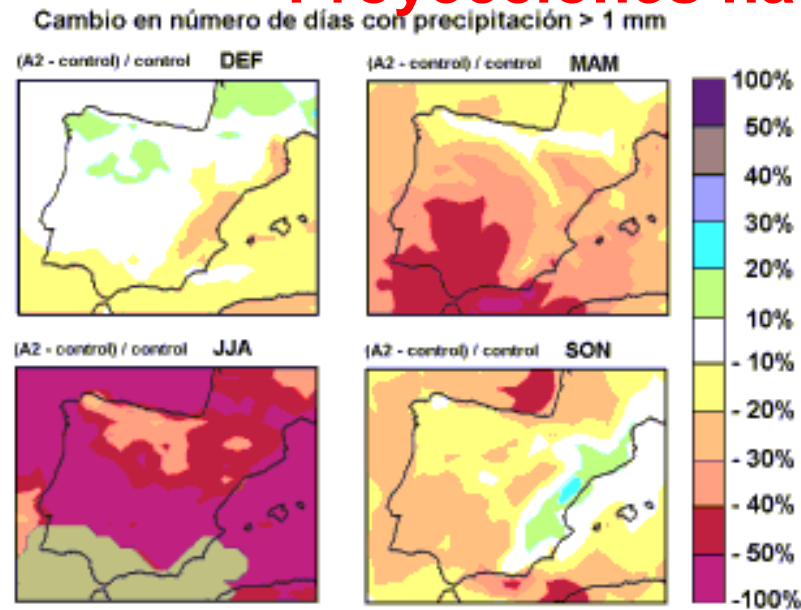 Proyecciones
Cambio en número de días con precipitación > 1 mm
(A2 - control) / control DEF
(A2 - control) / control MAM
100%
50%
40%
30%
20%
10%
- 10%
- 20%
- 30%
- 40%
- 50%
-100%
(A2 - control) / control JJA
(A2 - control) / control SON